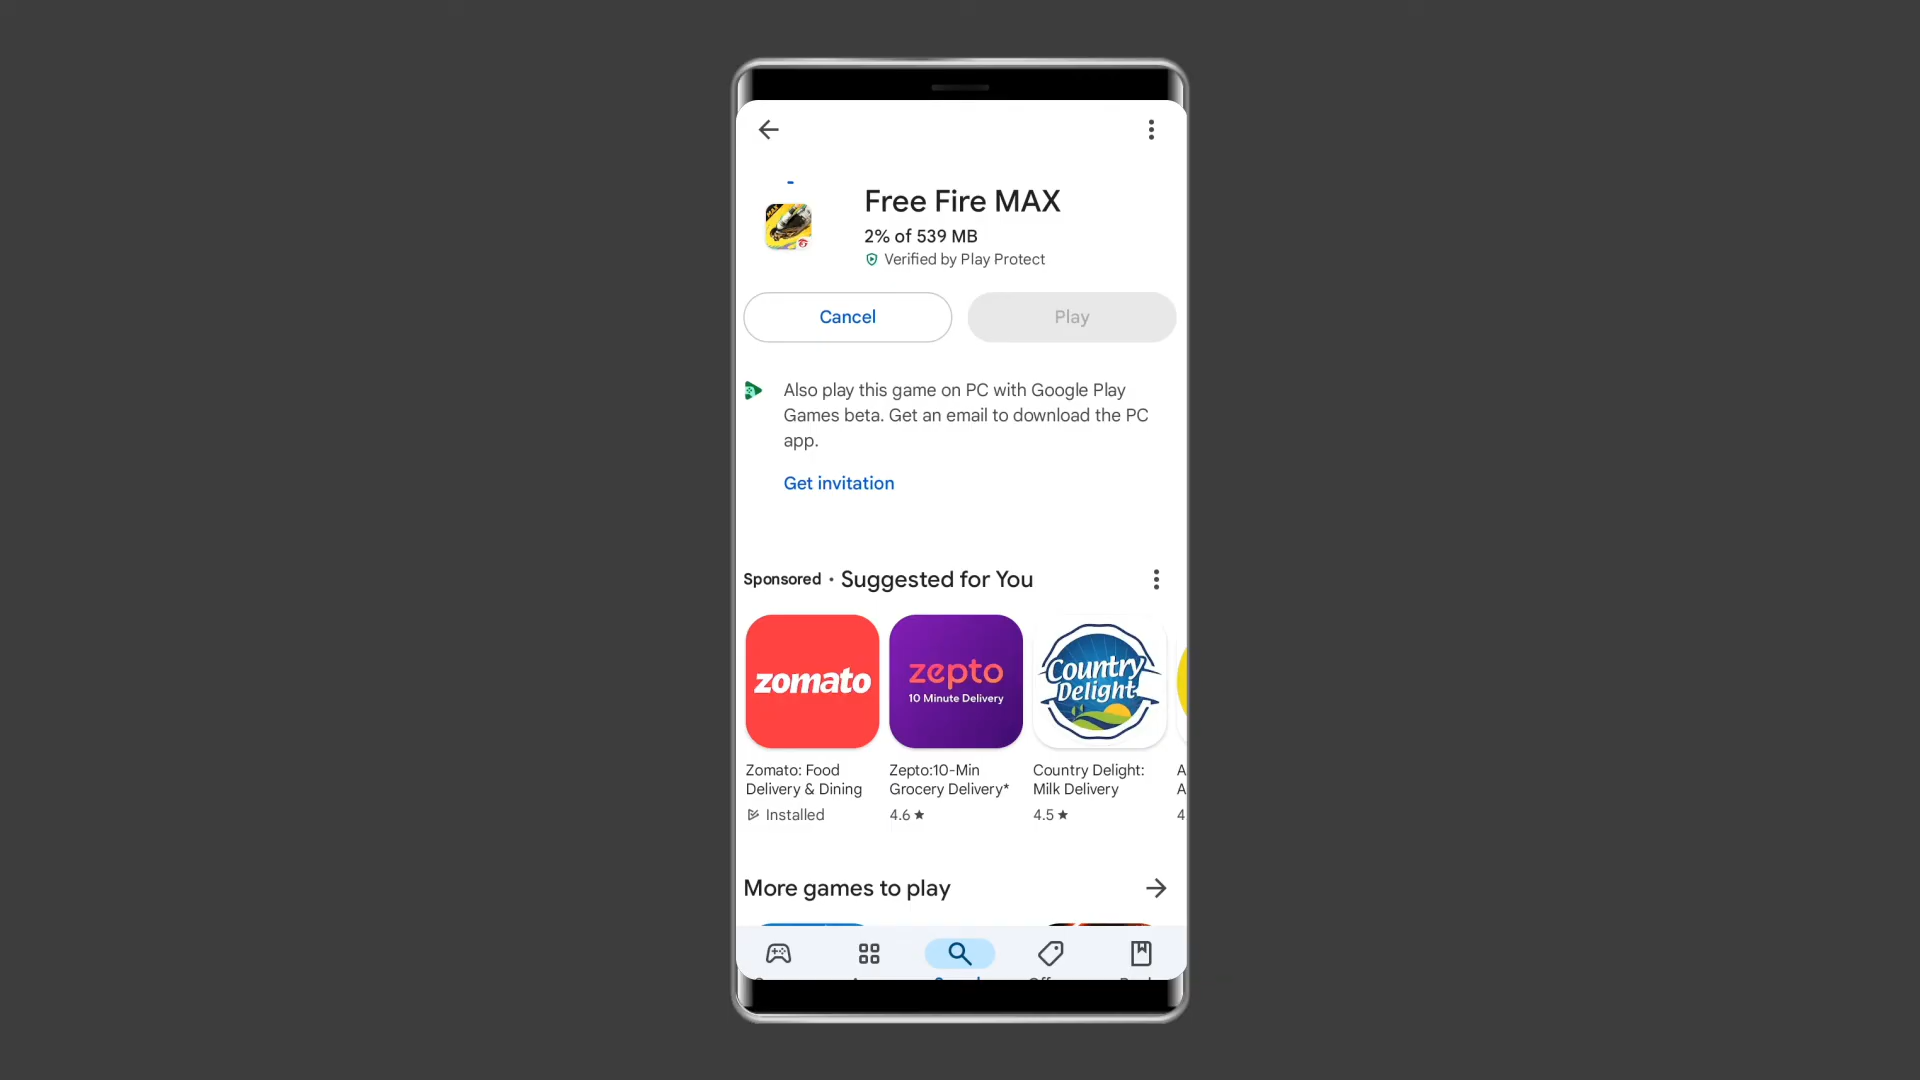 Free Fire MAX
2% of 539 MB
Verified by Play Protect
Cancel
Play
Also play this game on PC with Google Play
Games beta. Get an email to download the PC
app.
Get invitation
Sponsored • Suggested for You
zomato
zepto
10 Minute Delivery
Country
Delight
Zomato: Food
Delivery & Dining
Installed
Zepto:10-Min
Grocery Delivery*
4.6 ★
Country Delight:
Milk Delivery
4.5 ★
A
A
4
More games to play